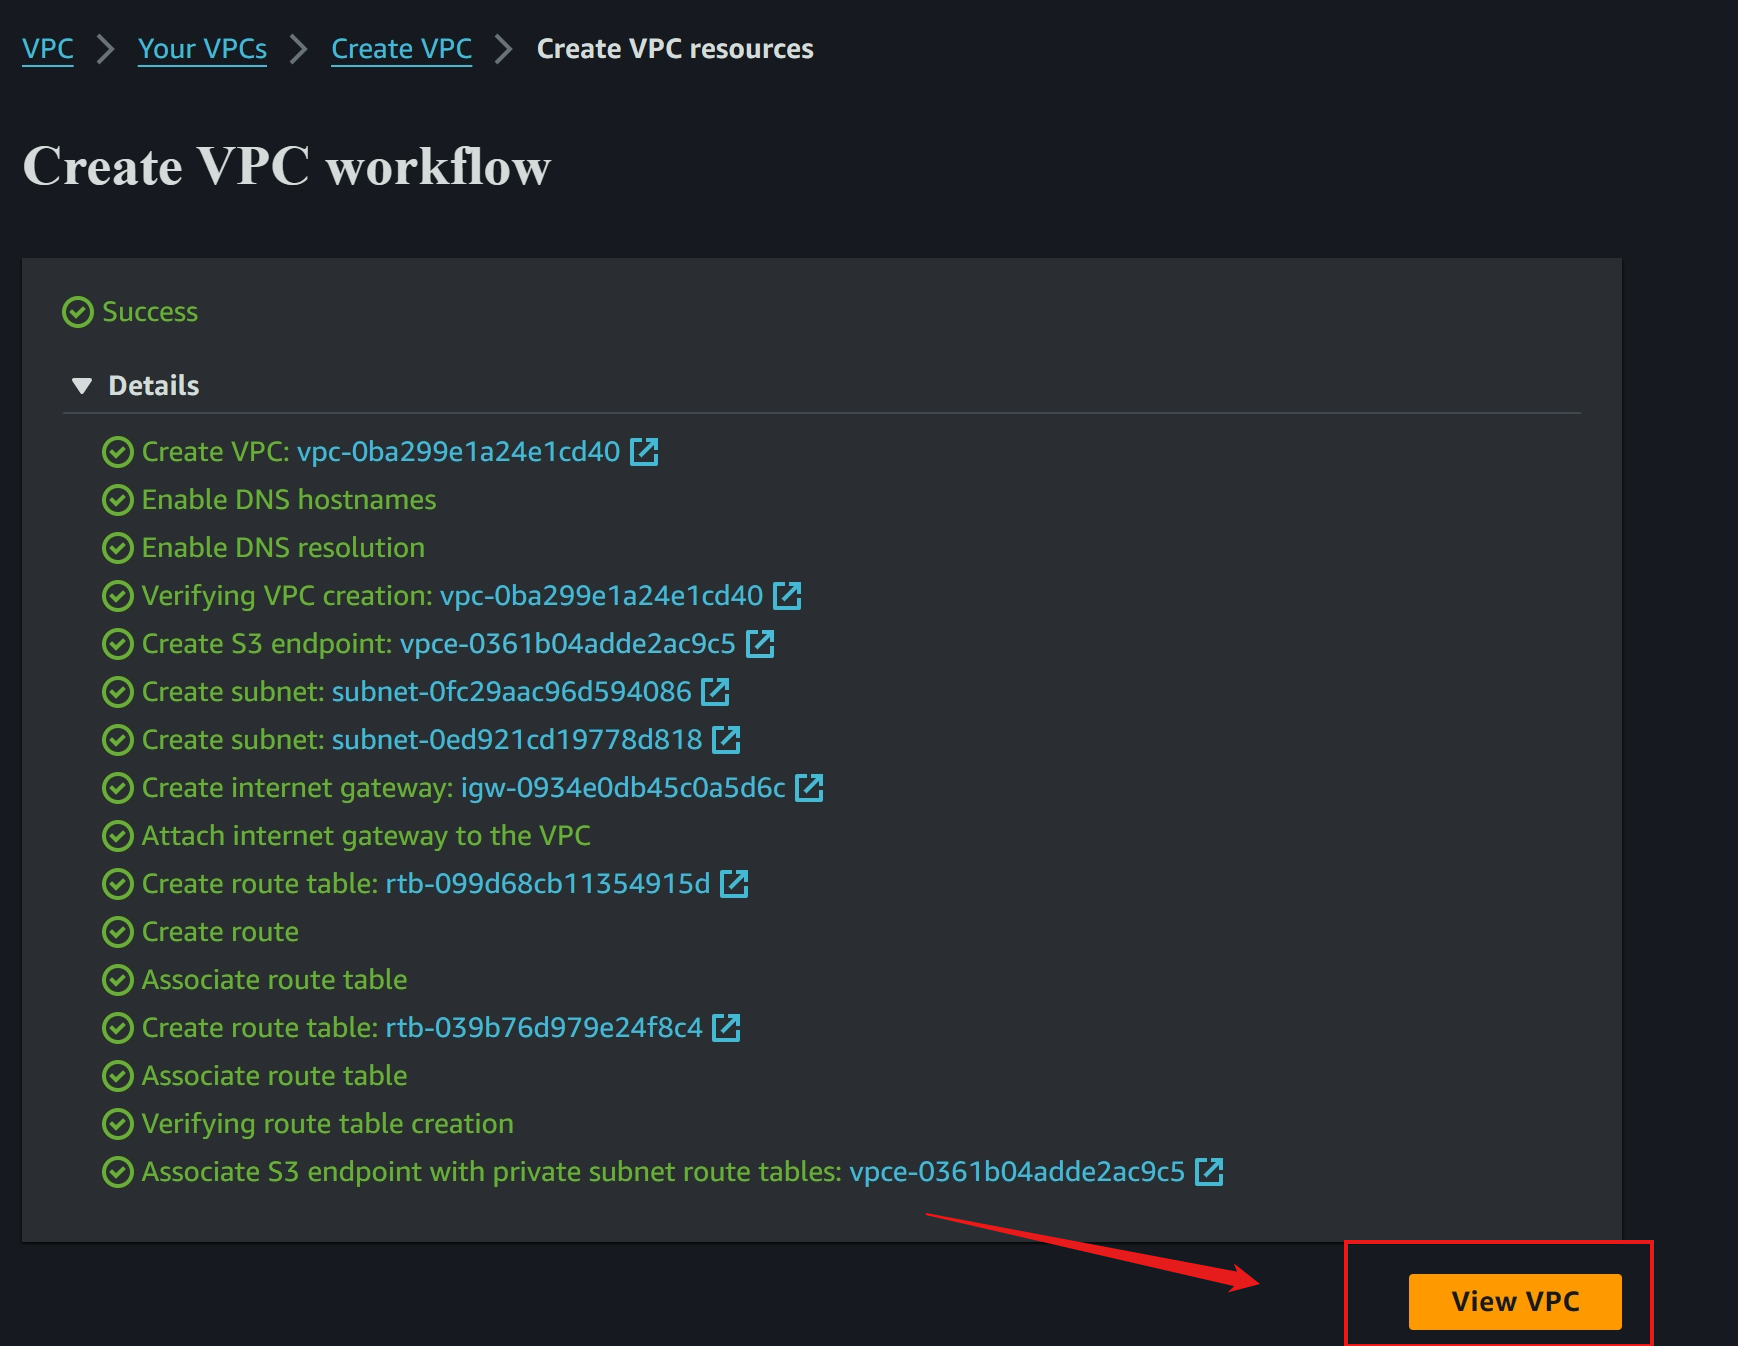 VPC > Your VPCs > Create VPC > Create VPC resources
Create VPC workflow
Success
Details
Create VPC: vpc-0ba299e1a24e1cd40
Enable DNS hostnames
Enable DNS resolution
Verifying VPC creation: vpc-0ba299e1a24e1cd40
Create S3 endpoint: vpce-0361b04adde2ac9c5
Create subnet: subnet-0fc29aac96d594086
Create subnet: subnet-0ed921cd19778d818
Create internet gateway: igw-0934e0db45c0a5d6c
Attach internet gateway to the VPC
Create route table: rtb-099d68cb11354915d
Create route
Associate route table
Create route table: rtb-039b76d979e24f8c4
Associate route table
Verifying route table creation
Associate S3 endpoint with private subnet route tables: vpce-0361b04adde2ac9c5
View VPC